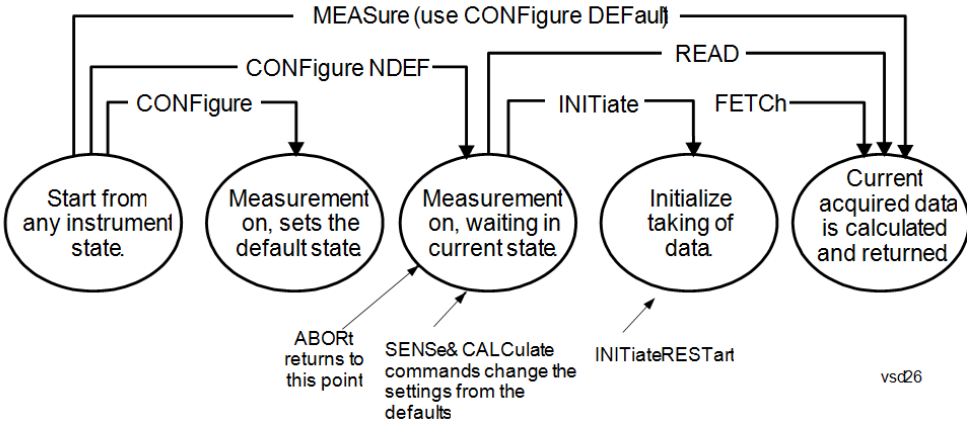 MEASure (use CONFigure DEFault)
CONFigure NDEF
READ
CONFigure
INITiate
FETCh
Start from
any instrument
state.
Measurement
on, sets the
default state.
Measurement
on, waiting in
current state.
Initialize
taking of
data.
Current
acquired data
is calculated
and returned.
ABORt
returns to
this point
SENSe& CALCulate
commands change the
settings from the
defaults
INITiateRESTart
vsd26